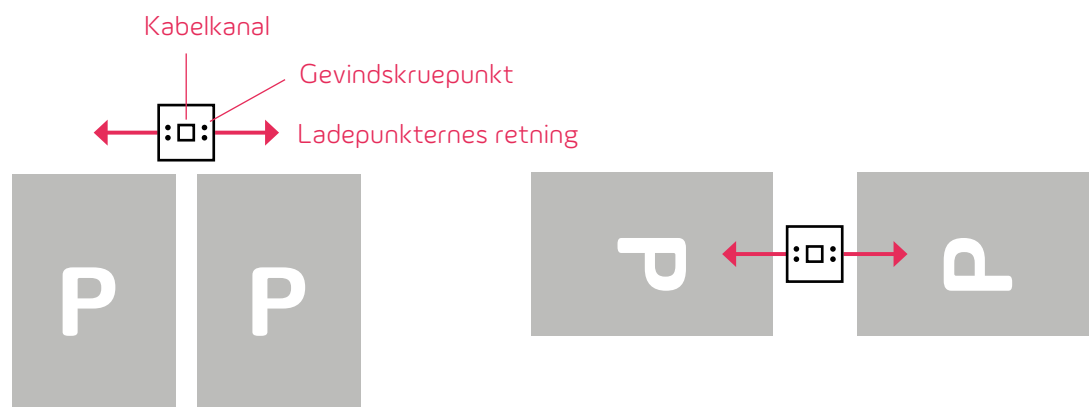 Kabelkanal
Gevindskruepunkt
Ladepunkternes retning
P P
P P